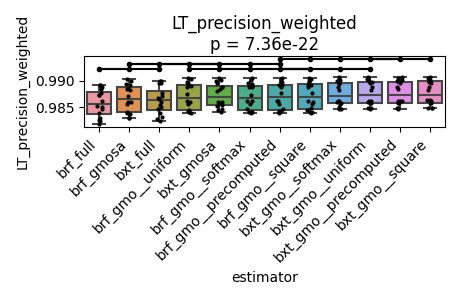 LT_precision_weighted
p = 7.36e-22
LT_precision_weighted
0.990
0.985
brf_full
brf_gmosa
bxt_full
brf_gmo__uniform
bxt_gmosa
brf_gmo__softmax
brf_gmo__precomputed
brf_gmo__square
bxt_gmo__softmax
bxt_gmo__uniform
bxt_gmo__precomputed
bxt_gmo__square
estimator